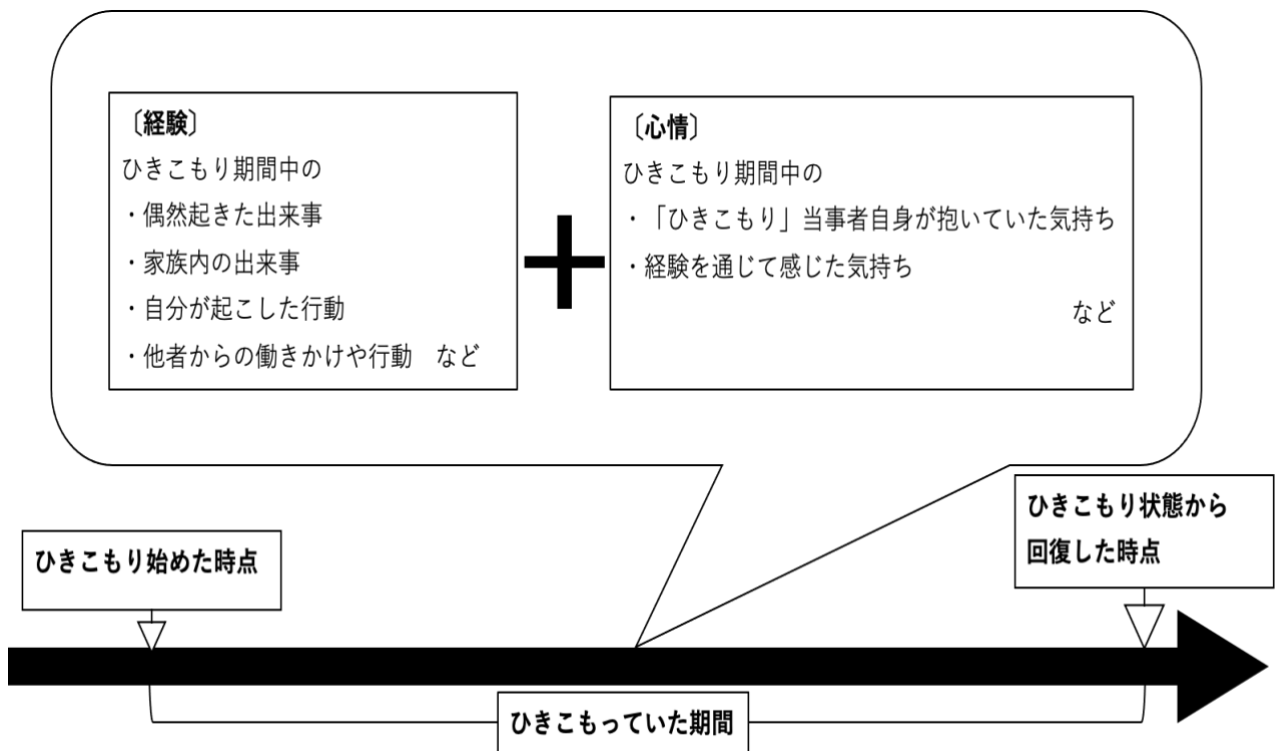 〔経験〕
ひきこもり期間中の
・偶然起きた出来事
・家族内の出来事
・自分が起こした行動
・他者からの働きかけや行動　など
〔心情〕
ひきこもり期間中の
・「ひきこもり」当事者自身が抱いていた気持ち
・経験を通じて感じた気持ち
など
ひきこもり始めた時点
ひきこもり状態から
回復した時点
ひきこもっていた期間